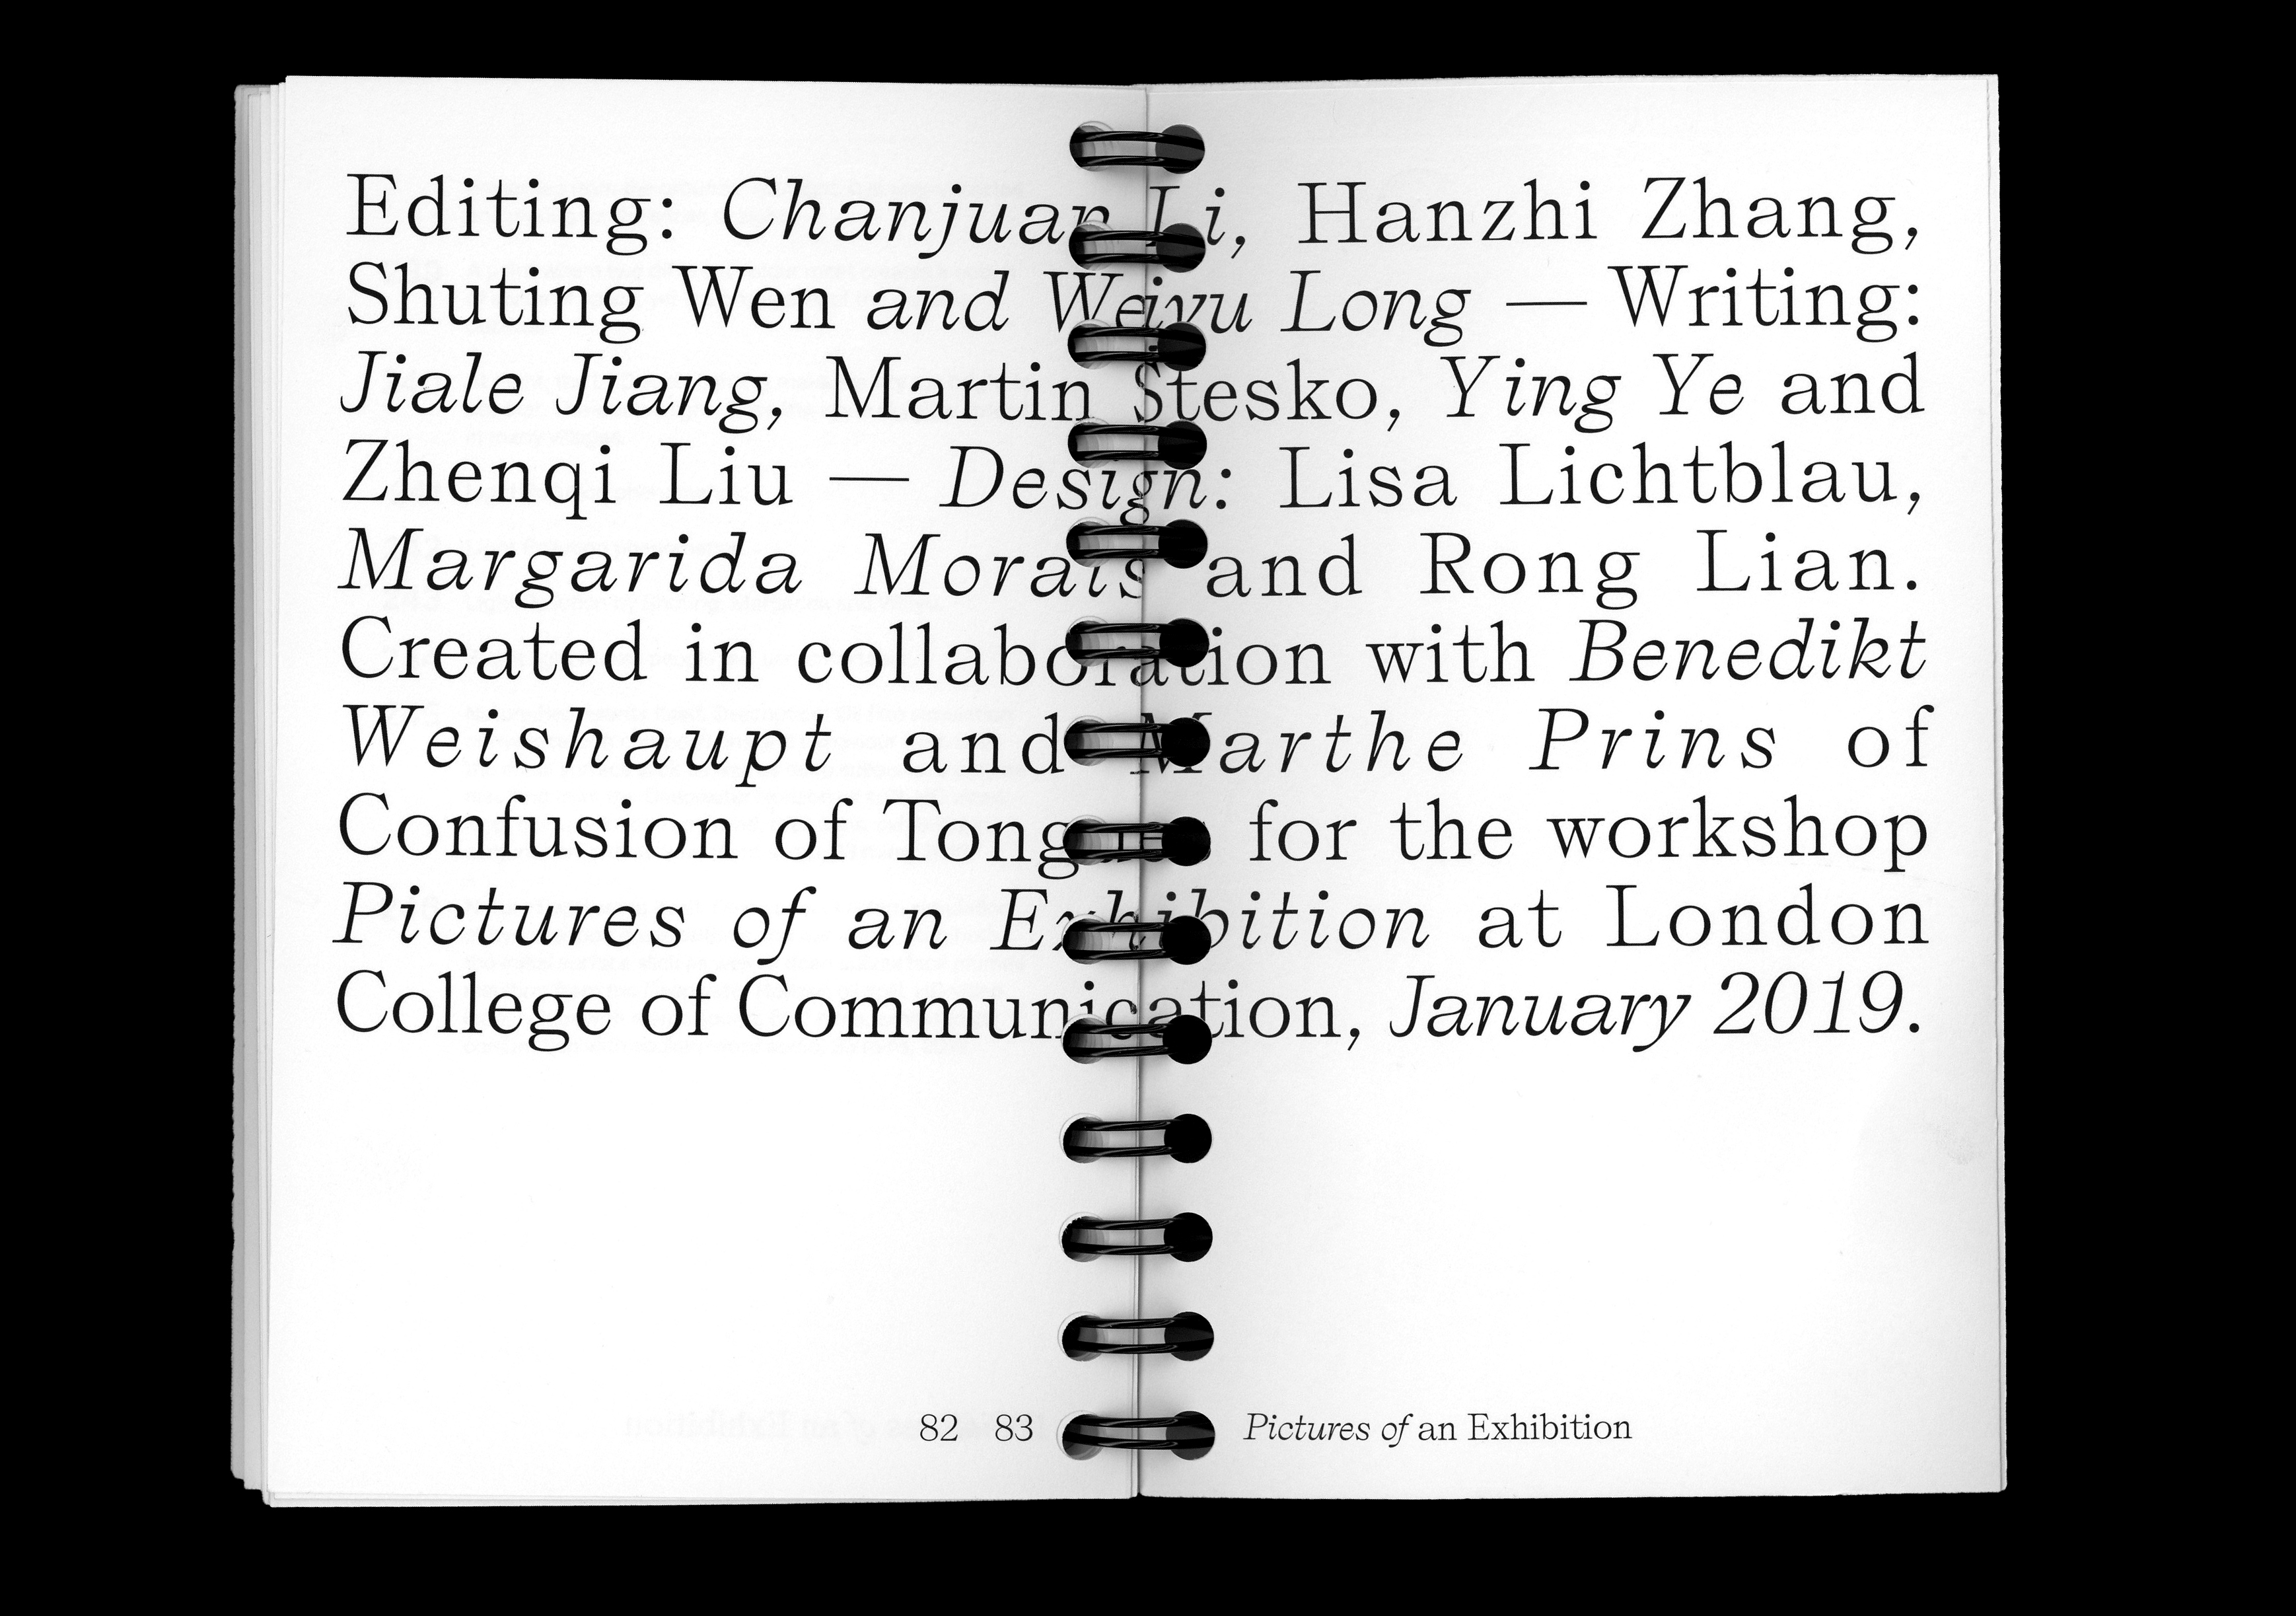 Editing: Chanjuan Li, Hanzhi Zhang,
Shuting Wen and Weiyu Long — Writing:
Jiale Jiang, Martin Stesko, Ying Ye and
Zhenqi Liu — Design: Lisa Lichtblau,
Margarida Morais and Rong Lian.
Created in collaboration with Benedikt
Weishaupt and Marthe Prins of
Confusion of Tongues for the workshop
Pictures of an Exhibition at London
College of Communication, January 2019.
82 83 Pictures of an Exhibition